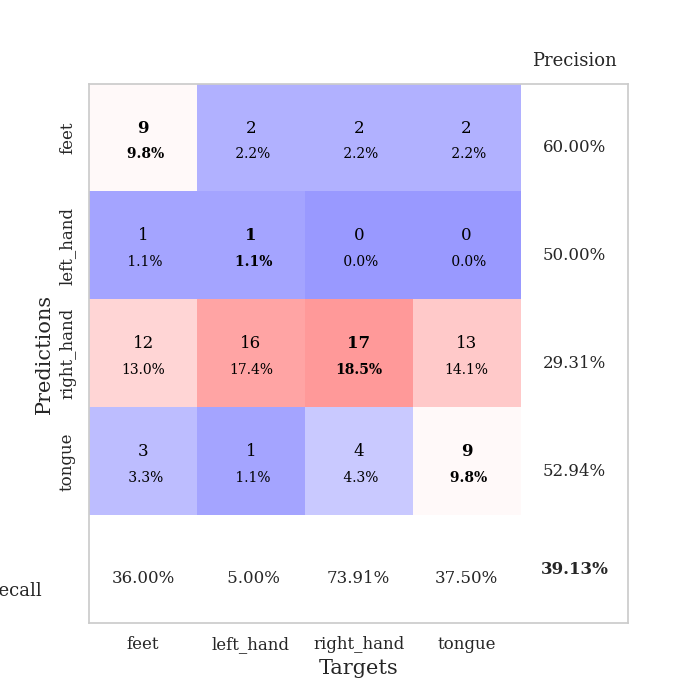 Precision
feet
9 2 2 2
9.8% 2.2% 2.2% 2.2% 60.00%
left_hand
1 1 0 0
1.1% 1.1% 0.0% 0.0% 50.00%
Predictions
right_hand
12 16 17 13
13.0% 17.4% 18.5% 14.1% 29.31%
tongue
3 1 4 9
3.3% 1.1% 4.3% 9.8% 52.94%
ecall 36.00% 5.00% 73.91% 37.50% 39.13%
feet left_hand right_hand tongue
Targets